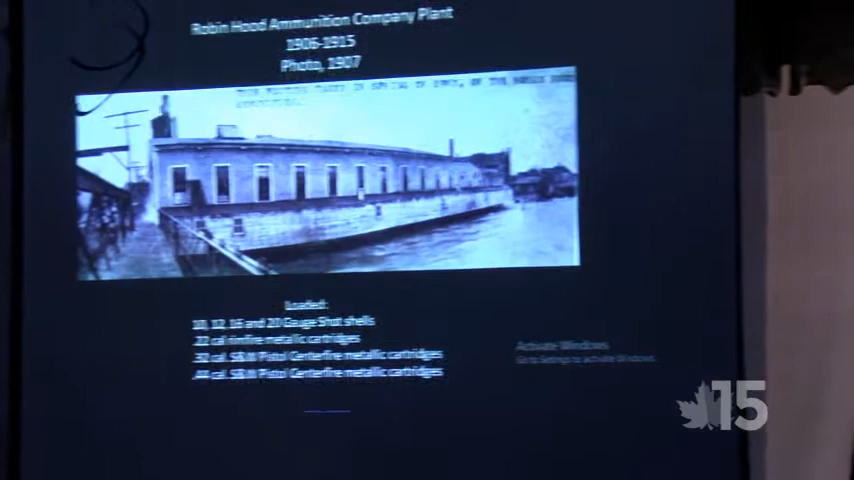 Robin Hood Ammunition Company Plant
1906-1915
Photo, 1907
Loaded:
10, 12, 16 and 20 Gauge Shot shells
.22 cal rimfire metallic cartridges
.32 cal. S&W Pistol Centerfire metallic cartridges
.44 cal. S&W Pistol Centerfire metallic cartridges
Activate Windows
Go to Settings to activate Windows.
15